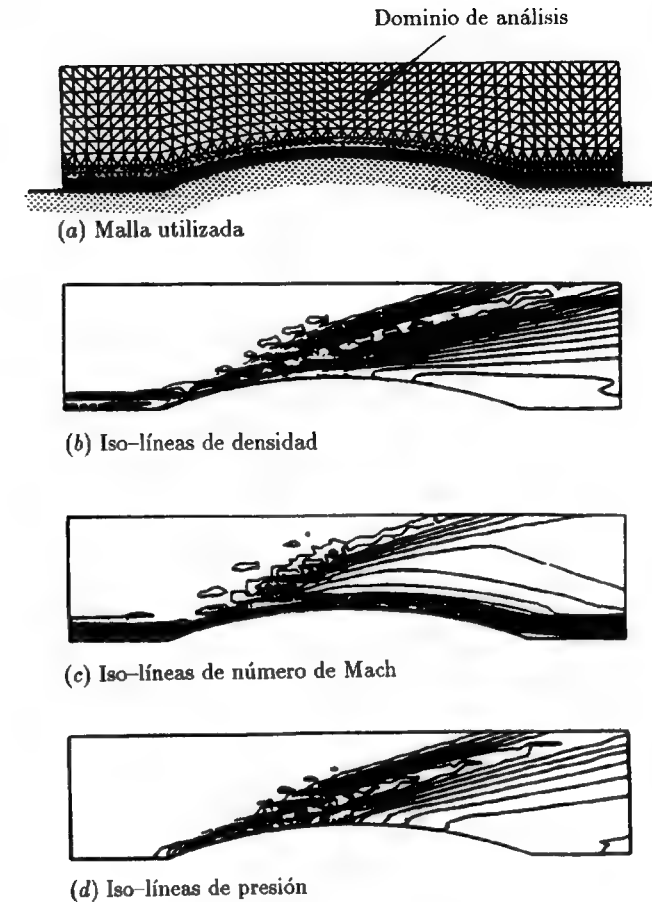 Dominio de análisis
(a) Malla utilizada
(b) Iso–líneas de densidad
(c) Iso–líneas de número de Mach
(d) Iso–líneas de presión